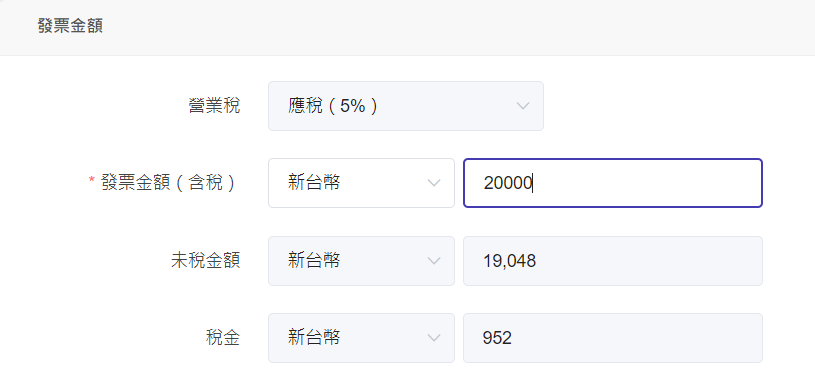 發票金額
營業稅 應稅（5%）
* 發票金額（含稅） 新台幣 20000
未稅金額 新台幣 19,048
稅金 新台幣 952